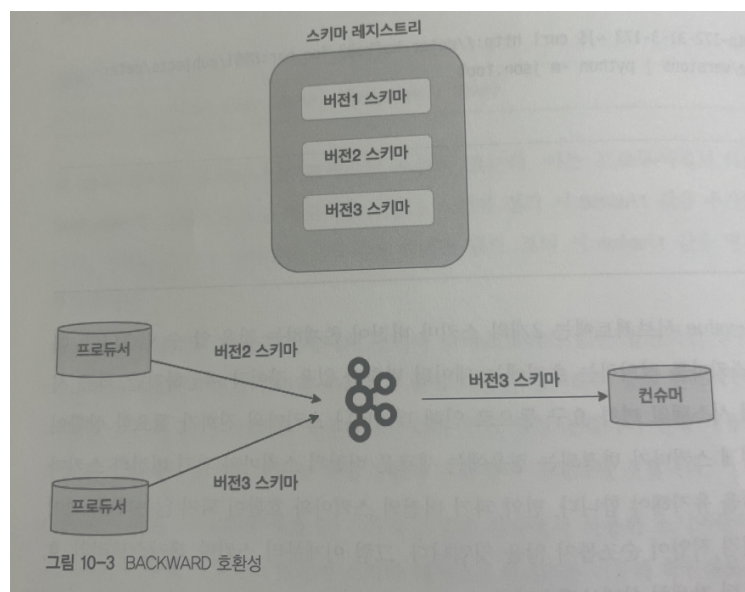 스키마 레지스트리
버전1 스키마
버전2 스키마
버전3 스키마
프로듀서
버전2 스키마
버전3 스키마
컨슈머
버전3 스키마
프로듀서
그림 10-3 BACKWARD 호환성